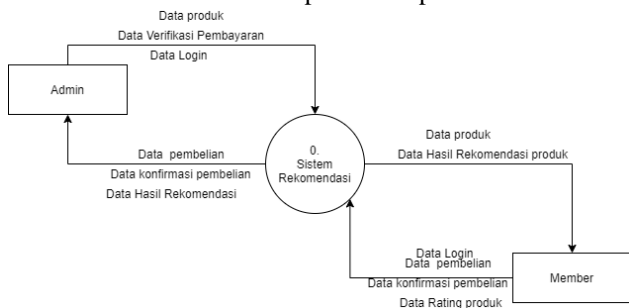 Data produk
Data Verifikasi Pembayaran
Data Login
Admin
Data pembelian
Data konfirmasi pembelian
Data Hasil Rekomendasi
0.
Sistem
Rekomendasi
Data produk
Data Hasil Rekomendasi produk
Data Login
Data pembelian
Data konfirmasi pembelian
Data Rating produk
Member